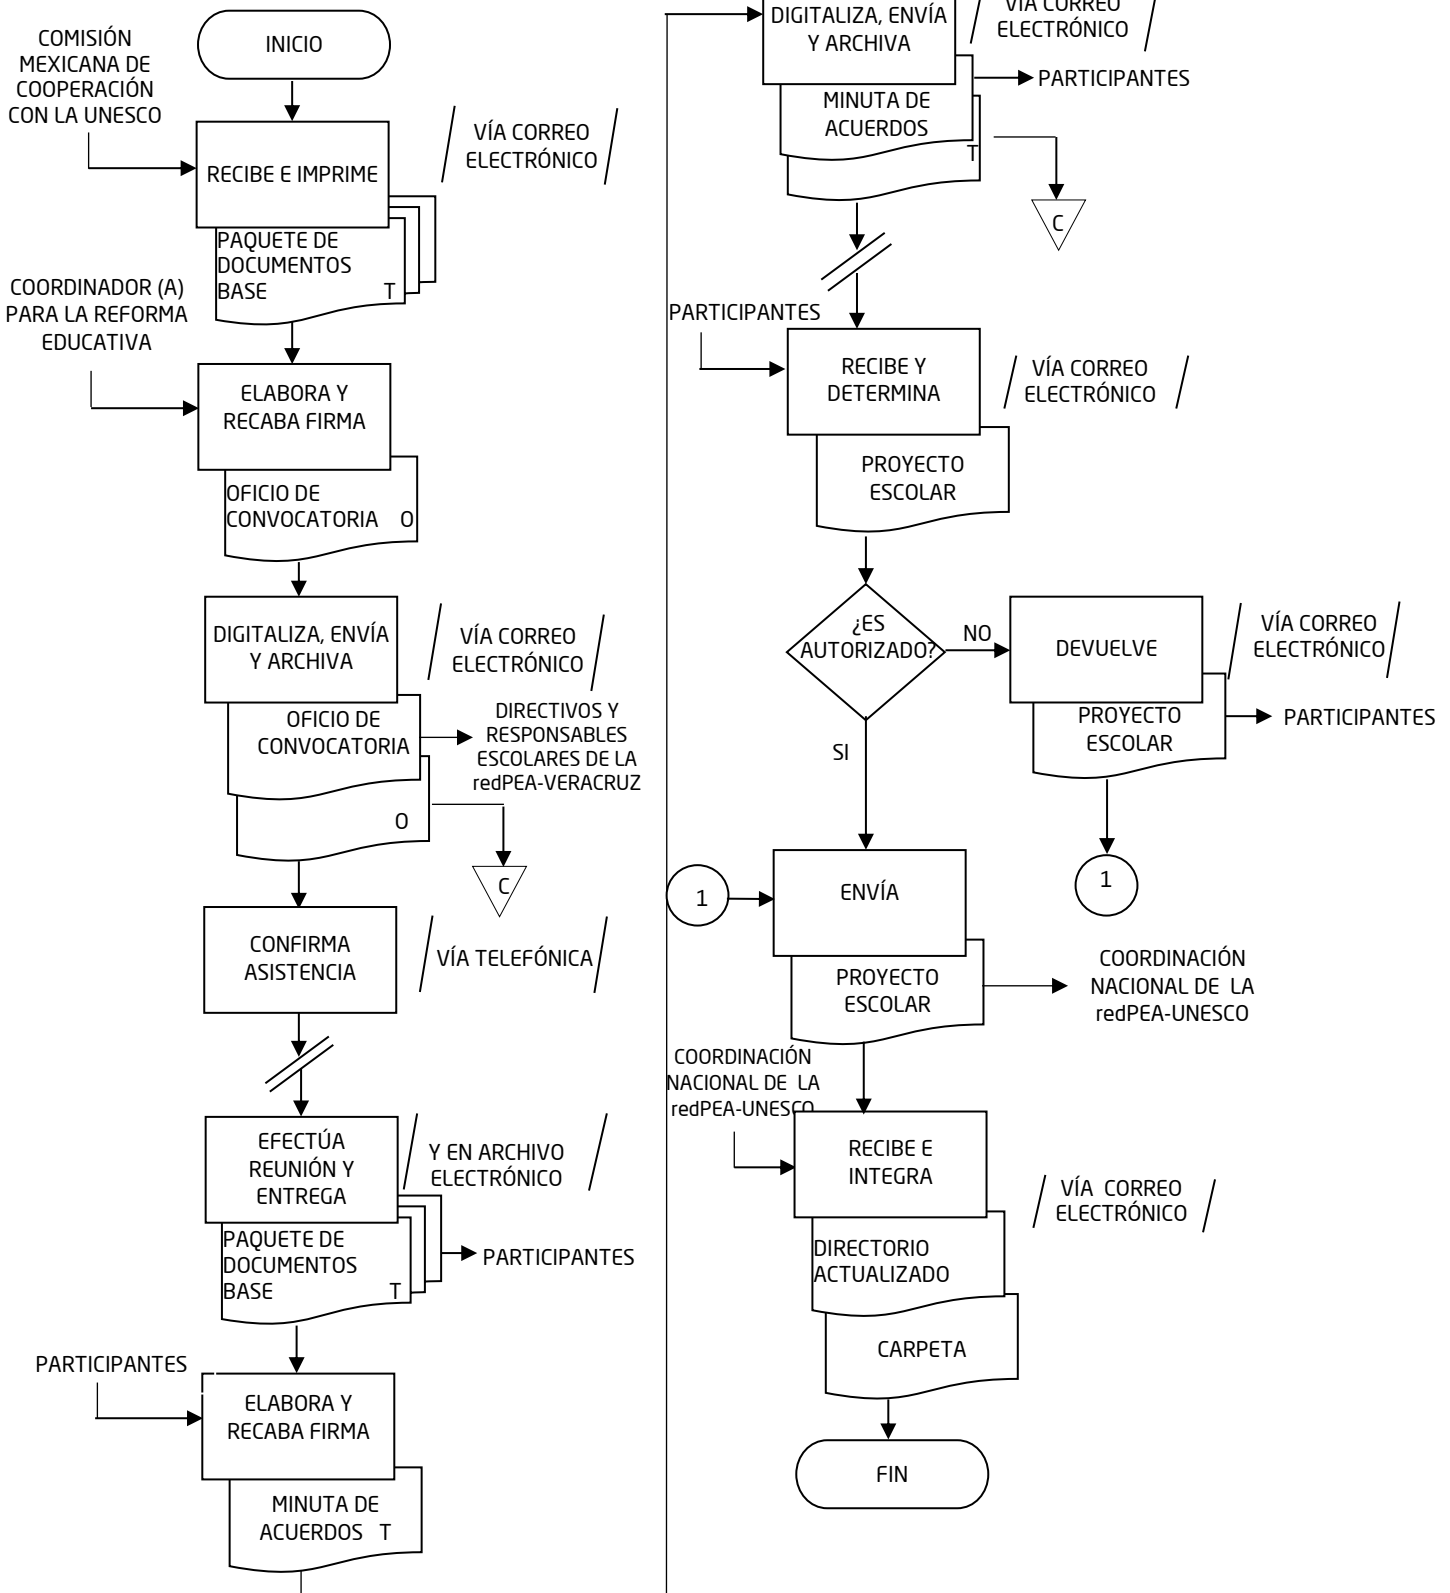 COMISIÓN
MEXICANA DE
COOPERACIÓN
CON LA UNESCO
INICIO
RECIBE E IMPRIME
VÍA CORREO
ELECTRÓNICO
PAQUETE DE
DOCUMENTOS
BASE T
COORDINADOR (A)
PARA LA REFORMA
EDUCATIVA
ELABORA Y
RECABA FIRMA
OFICIO DE
CONVOCATORIA O
DIGITALIZA, ENVÍA
Y ARCHIVA
VÍA CORREO
ELECTRÓNICO
OFICIO DE
CONVOCATORIA
DIRECTIVOS Y
RESPONSABLES
ESCOLARES DE LA
redPEA-VERACRUZ
O
C
CONFIRMA
ASISTENCIA
VÍA TELEFÓNICA
EFECTÚA
REUNIÓN Y
ENTREGA
Y EN ARCHIVO
ELECTRÓNICO
PAQUETE DE
DOCUMENTOS
BASE T
PARTICIPANTES
PARTICIPANTES
ELABORA Y
RECABA FIRMA
MINUTA DE
ACUERDOS T
DIGITALIZA, ENVÍA
Y ARCHIVA
VÍA CORREO
ELECTRÓNICO
PARTICIPANTES
MINUTA DE
ACUERDOS
T
C
PARTICIPANTES
RECIBE Y
DETERMINA
VÍA CORREO
ELECTRÓNICO
PROYECTO
ESCOLAR
¿ES
AUTORIZADO?
NO
DEVUELVE
VÍA CORREO
ELECTRÓNICO
PROYECTO
ESCOLAR
PARTICIPANTES
1
SI
1
ENVÍA
PROYECTO
ESCOLAR
COORDINACIÓN
NACIONAL DE LA
redPEA-UNESCO
COORDINACIÓN
NACIONAL DE LA
redPEA-UNESCO
RECIBE E
INTEGRA
VÍA CORREO
ELECTRÓNICO
DIRECTORIO
ACTUALIZADO
CARPETA
FIN